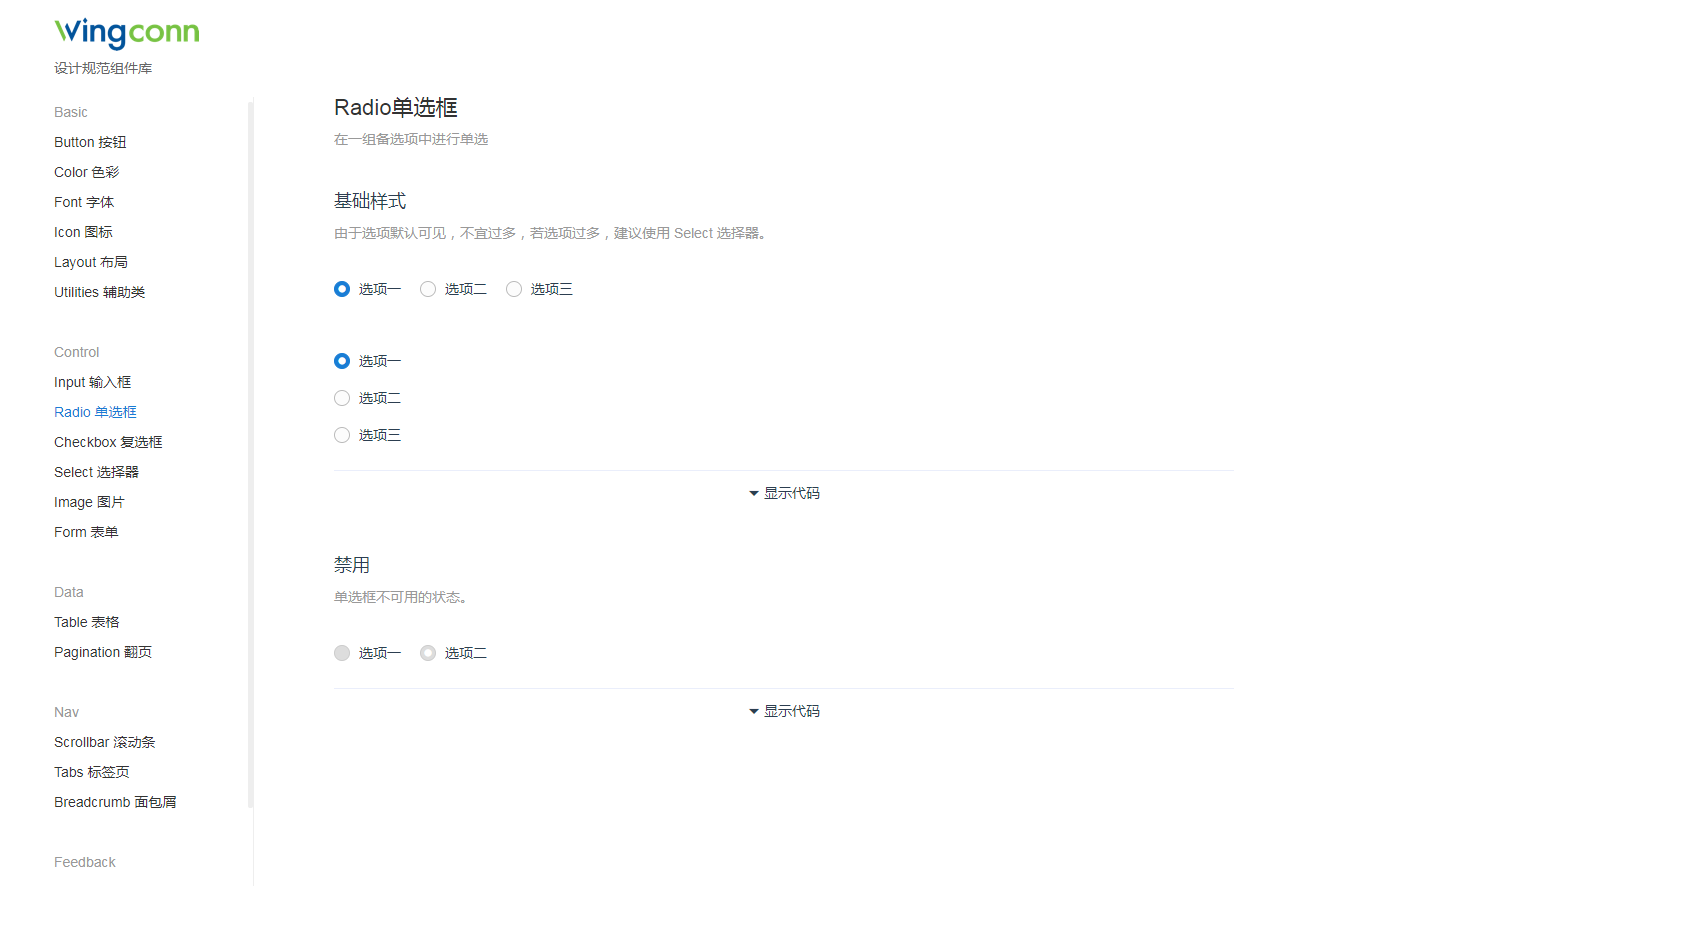 Wingconn
设计规范组件库
Basic
Button 按钮
Color 色彩
Font 字体
Icon 图标
Layout 布局
Utilities 辅助类
Control
Input 输入框
Radio 单选框
Checkbox 复选框
Select 选择器
Image 图片
Form 表单
Data
Table 表格
Pagination 翻页
Nav
Scrollbar 滚动条
Tabs 标签页
Breadcrumb 面包屑
Feedback
Radio单选框
在一组备选项中进行单选
基础样式
由于选项默认可见，不宜过多，若选项过多，建议使用 Select 选择器。
选项一 选项二 选项三
选项一
选项二
选项三
显示代码
禁用
单选框不可用的状态。
选项一 选项二
显示代码